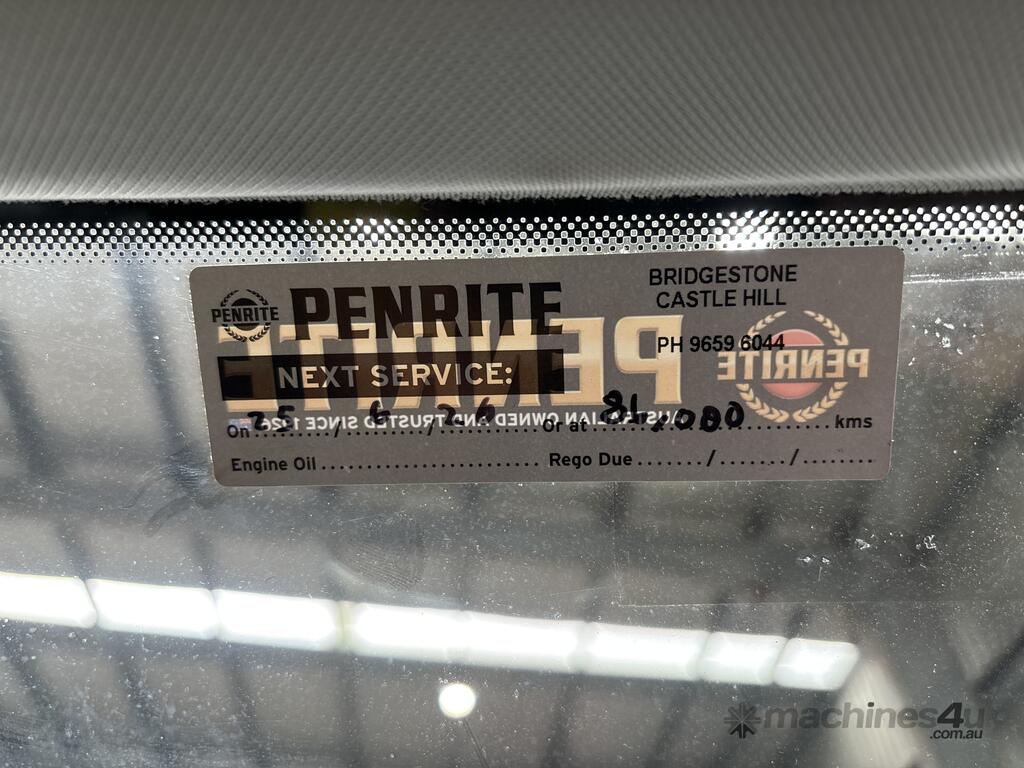 PENRITE
PENRITE
BRIDGESTONE
CASTLE HILL
PH 9659 6044
NEXT SERVICE:
PENRITE
PENRITE
AUSTRALIAN OWNED AND TRUSTED SINCE 1926
On 25 / 6 / 26 Or at 81,000 kms
Engine Oil........................ Rego Due......./......./........
machines4u
.com.au